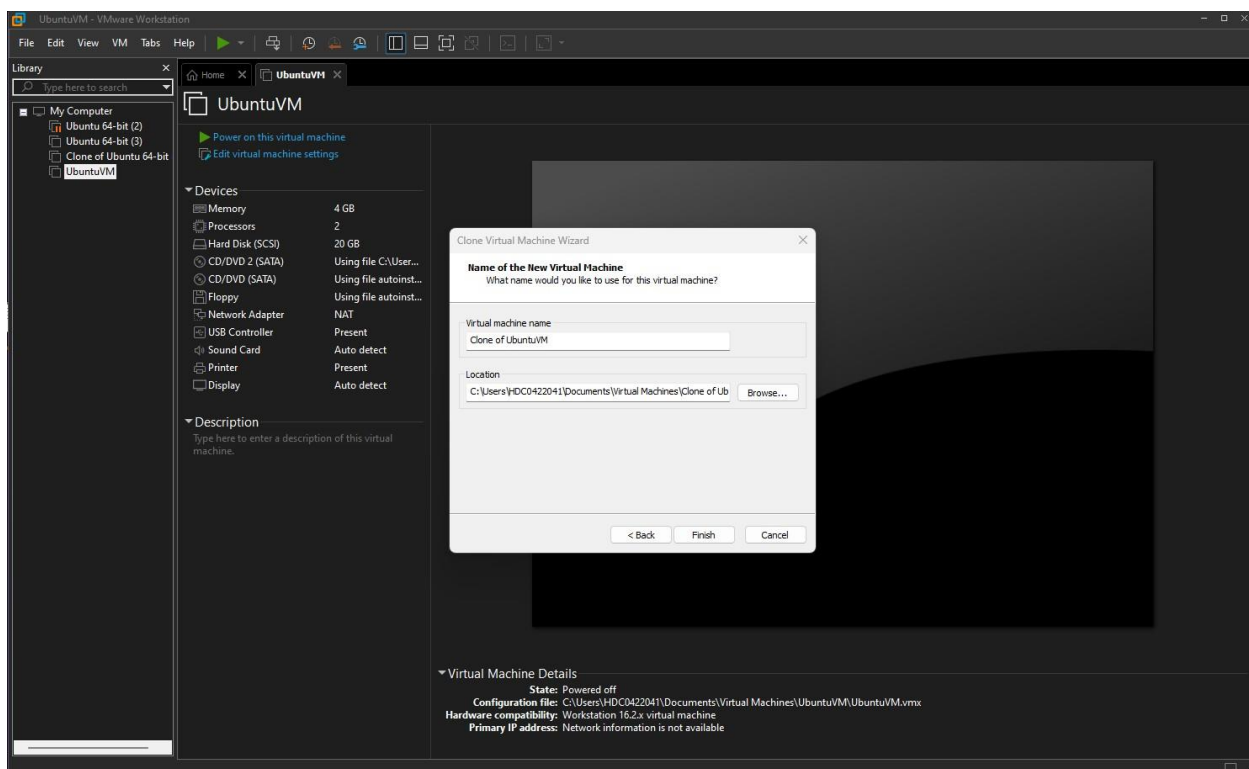 UbuntuVM - VMware Workstation
File Edit View VM Tabs Help
Library
Type here to search
My Computer
Ubuntu 64-bit (2)
Ubuntu 64-bit (3)
Clone of Ubuntu 64-bit
UbuntuVM
Home UbuntuVM
UbuntuVM
Power on this virtual machine
Edit virtual machine settings
Devices
Memory 4 GB
Processors 2
Hard Disk (SCSI) 20 GB
CD/DVD 2 (SATA) Using file C:\User...
CD/DVD (SATA) Using file autoinst...
Floppy Using file autoinst...
Network Adapter NAT
USB Controller Present
Sound Card Auto detect
Printer Present
Display Auto detect
Description
Type here to enter a description of this virtual
machine.
Clone Virtual Machine Wizard
Name of the New Virtual Machine
What name would you like to use for this virtual machine?
Virtual machine name
Clone of UbuntuVM
Location
C:\Users\HDC0422041\Documents\Virtual Machines\Clone of Ub Browse...
< Back Finish Cancel
Virtual Machine Details
State: Powered off
Configuration file: C:\Users\HDC0422041\Documents\Virtual Machines\UbuntuVM\UbuntuVM.vmx
Hardware compatibility: Workstation 16.2.x virtual machine
Primary IP address: Network information is not available